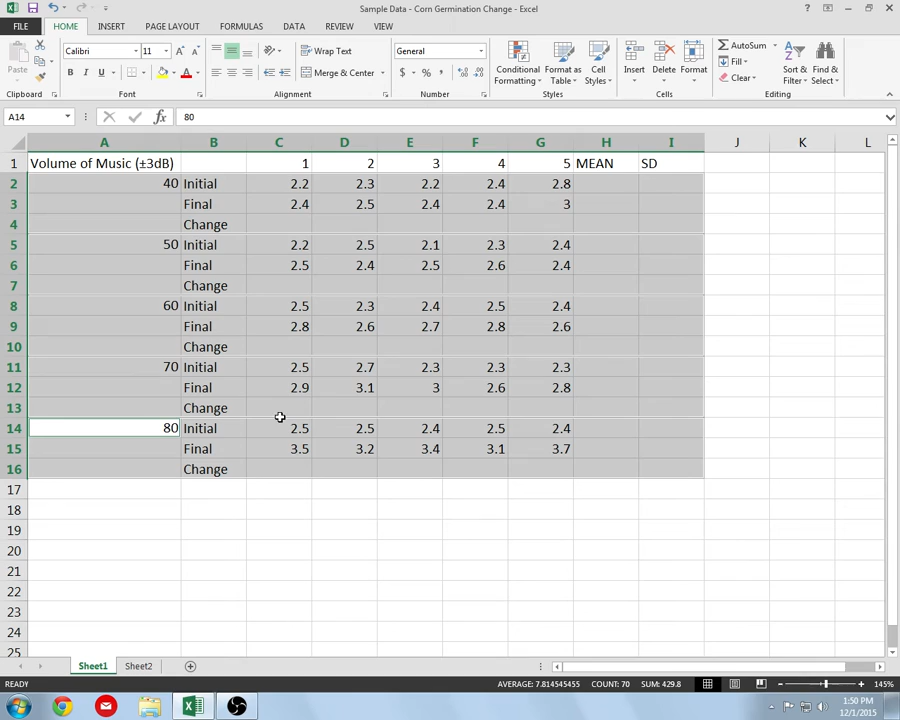 Sample Data - Corn Germination Change - Excel
FILE HOME INSERT PAGE LAYOUT FORMULAS DATA REVIEW VIEW
Paste Calibri 11 A A Wrap Text General Conditional Formatting Format as Table Cell Styles Insert Delete Format AutoSum Fill Clear Sort & Filter Find & Select
B I U A Merge & Center $ % ,
Clipboard Font Alignment Number Styles Cells Editing
A14 fx 80
A B C D E F G H I J K L
1 Volume of Music (±3dB) 1 2 3 4 5 MEAN SD
2 40 Initial 2.2 2.3 2.2 2.4 2.8
3 Final 2.4 2.5 2.4 2.4 3
4 Change
5 50 Initial 2.2 2.5 2.1 2.3 2.4
6 Final 2.5 2.4 2.5 2.6 2.4
7 Change
8 60 Initial 2.5 2.3 2.4 2.5 2.4
9 Final 2.8 2.6 2.7 2.8 2.6
10 Change
11 70 Initial 2.5 2.7 2.3 2.3 2.3
12 Final 2.9 3.1 3 2.6 2.8
13 Change
14 80 Initial 2.5 2.5 2.4 2.5 2.4
15 Final 3.5 3.2 3.4 3.1 3.7
16 Change
17
18
19
20
21
22
23
24
25
Sheet1 Sheet2
READY AVERAGE: 7.814545455 COUNT: 70 SUM: 429.8 145%
1:50 PM
12/1/2015